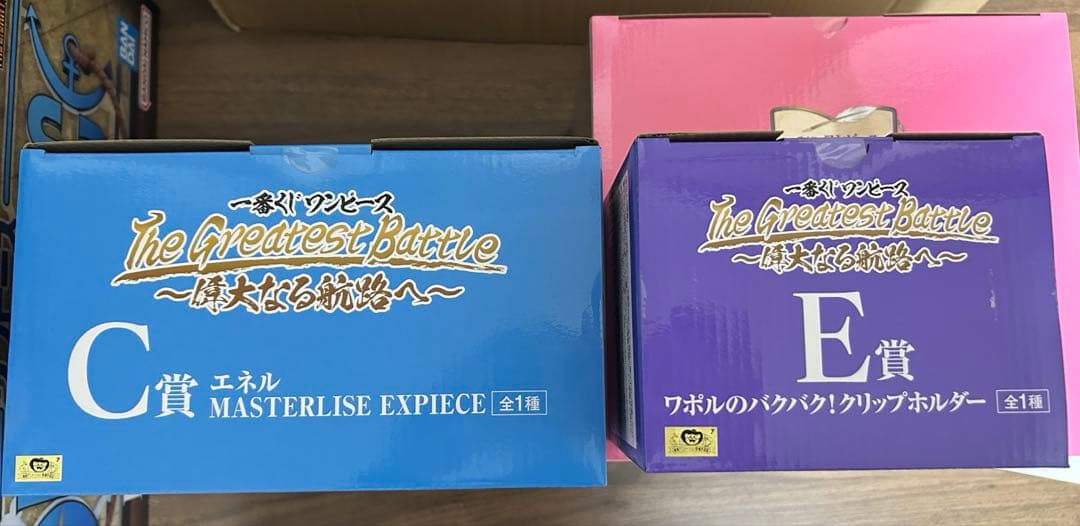 BAN
DAI
一番くじ ワンピース
The Greatest Battle
〜偉大なる航路へ〜
C賞
エネル
MASTERLISE EXPIECE 全1種
一番くじ ワンピース
The Greatest Battle
〜偉大なる航路へ〜
E賞
ワポルのバクバク!クリップホルダー 全1種